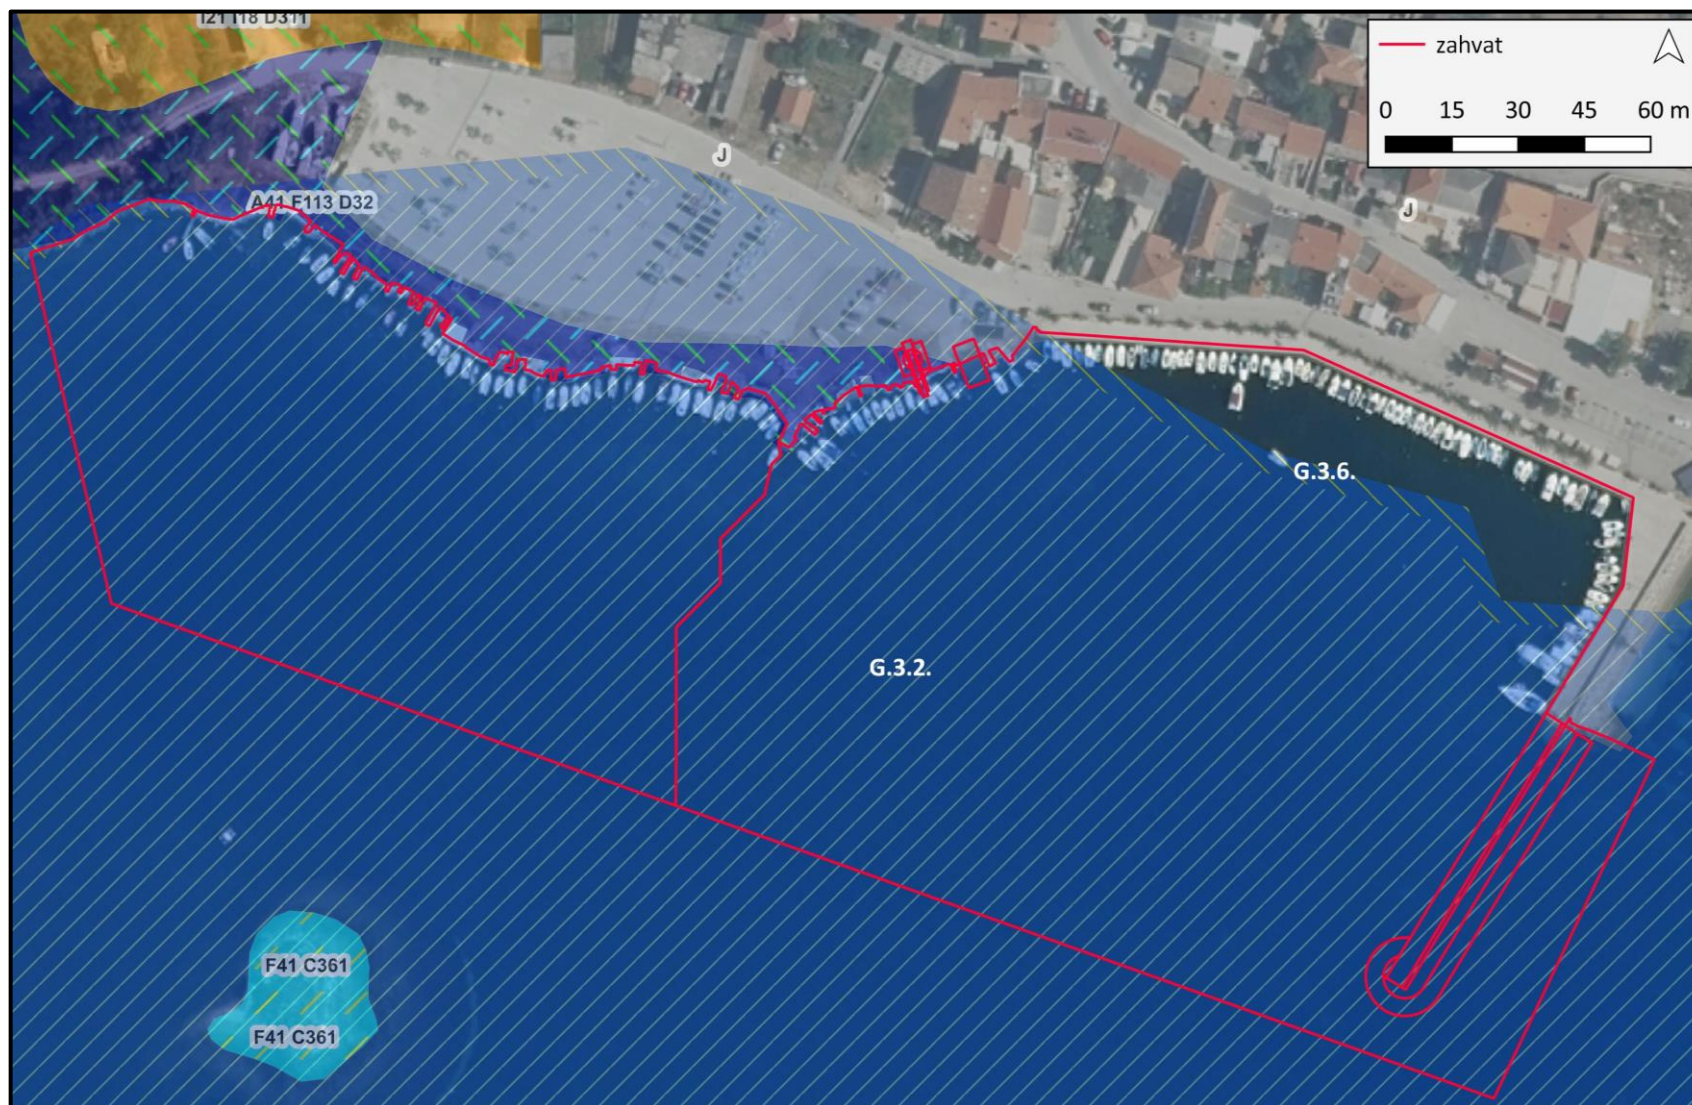 I21 I18 D311
zahvat
0 15 30 45 60 m
J
A41 F113 D32
J
G.3.6.
G.3.2.
F41 C361
F41 C361